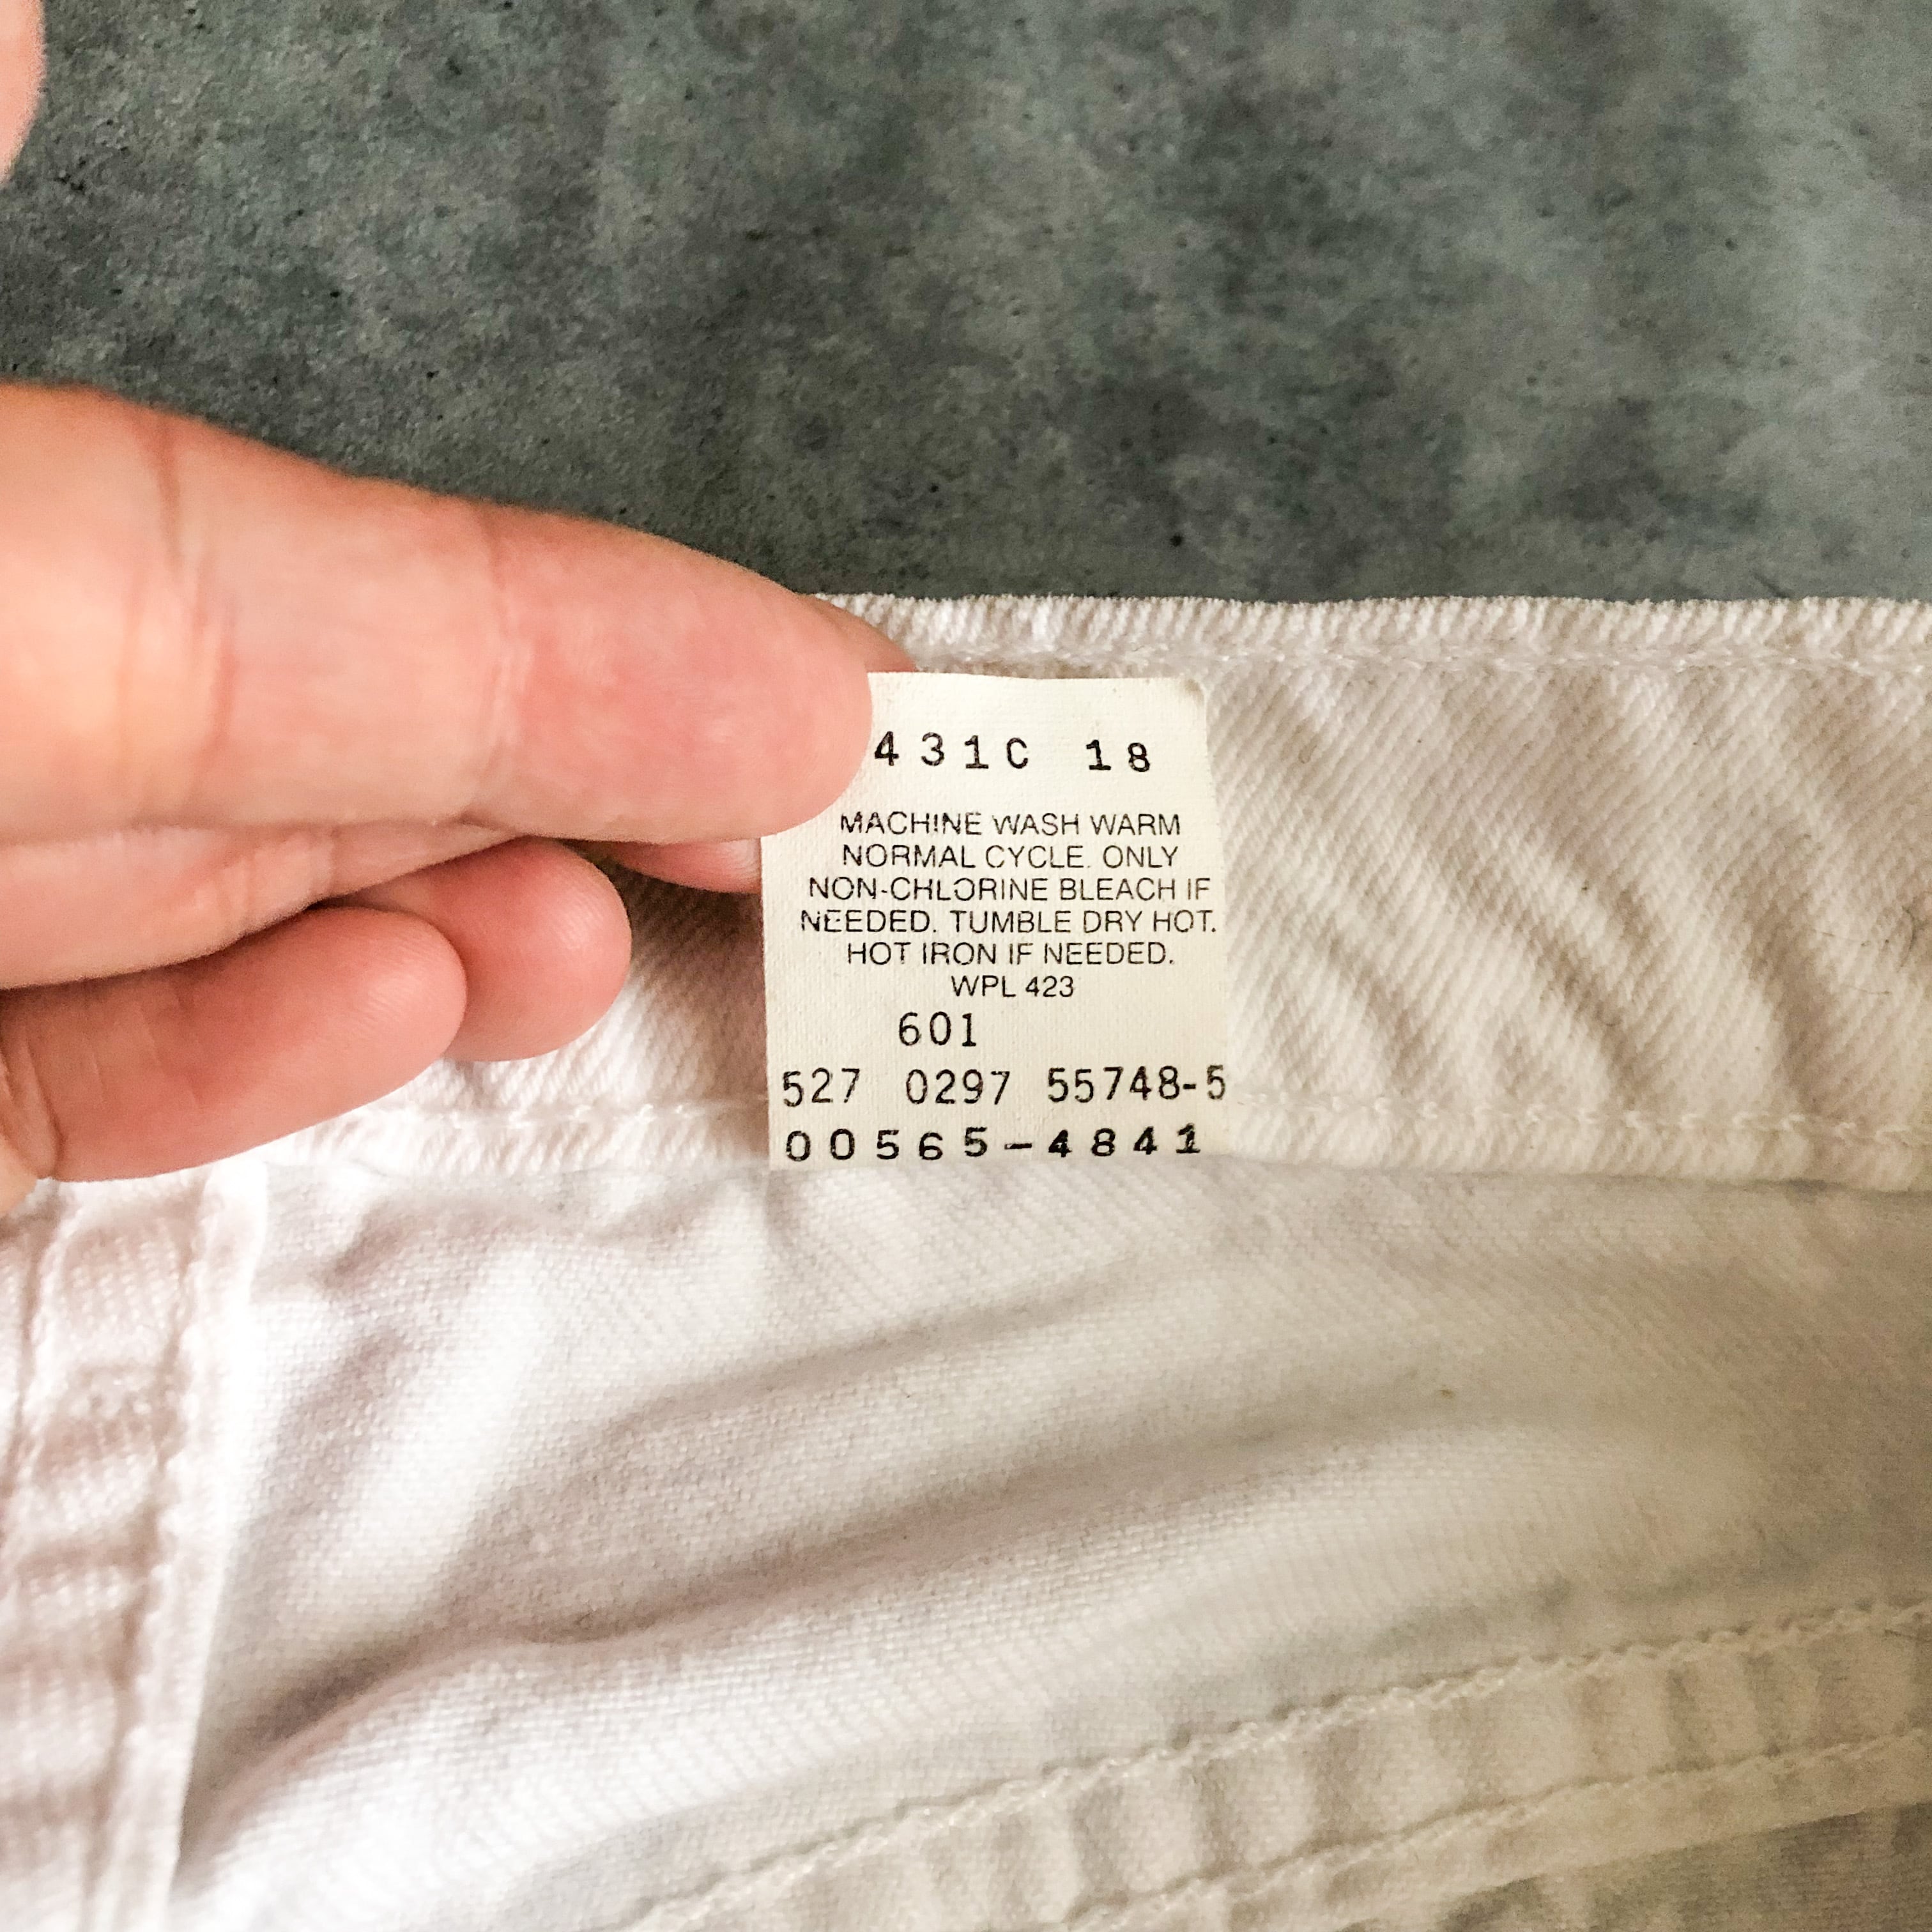 431C 18
MACHINE WASH WARM
NORMAL CYCLE. ONLY
NON-CHLORINE BLEACH IF
NEEDED. TUMBLE DRY HOT.
HOT IRON IF NEEDED.
WPL 423
601
527 0297 55748-5
00565-4841